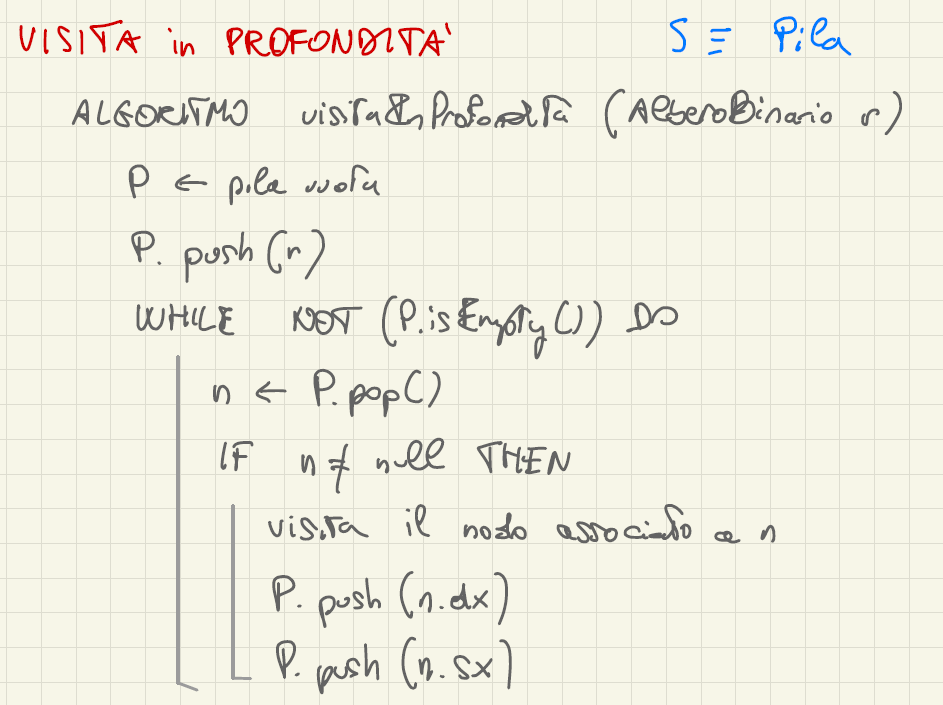 VISITA in PROFONDITA' S ≡ Pila
ALGORITMO visitaInProfondità (AlberoBinario r)
P ← pila vuota
P. push (r)
WHILE NOT (P.isEmpty()) DO
n ← P.pop()
IF n ≠ null THEN
visita il nodo associato a n
P. push (n.dx)
P. push (n.sx)